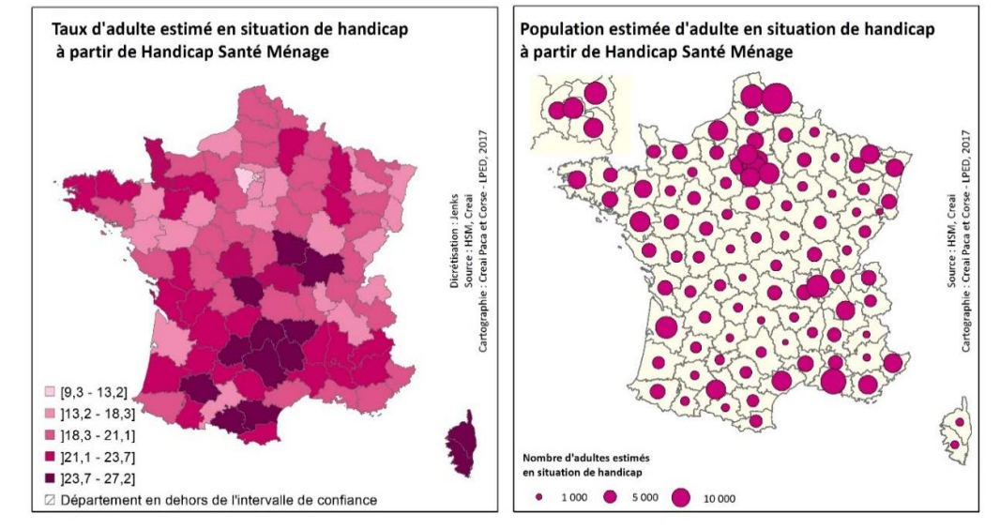 Taux d'adulte estimé en situation de handicap
à partir de Handicap Santé Ménage
Dicrétisation : Jenks
Source : HSM, Creai
Cartographie : Creai Paca et Corse - LPED, 2017
[9,3 - 13,2]
]13,2 - 18,3]
]18,3 - 21,1]
]21,1 - 23,7]
]23,7 - 27,2]
Département en dehors de l'intervalle de confiance
Population estimée d'adulte en situation de handicap
à partir de Handicap Santé Ménage
Source : HSM, Creai
Cartographie : Creai Paca et Corse - LPED, 2017
Nombre d'adultes estimés
en situation de handicap
1 000 5 000 10 000